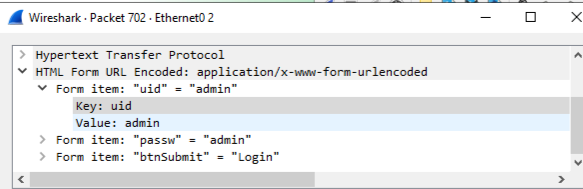 Wireshark · Packet 702 · Ethernet0 2
Hypertext Transfer Protocol
HTML Form URL Encoded: application/x-www-form-urlencoded
Form item: "uid" = "admin"
Key: uid
Value: admin
Form item: "passw" = "admin"
Form item: "btnSubmit" = "Login"